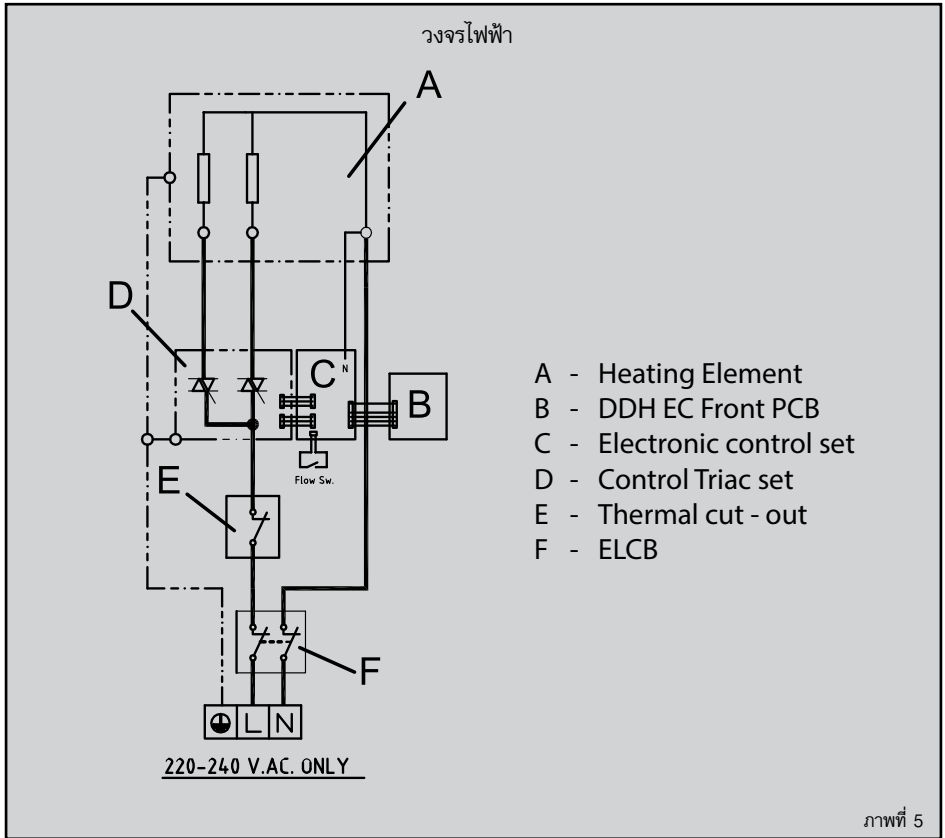 วงจรไฟฟ้า
A
D
C
N
B
Flow Sw.
E
F
L N
220-240 V.AC. ONLY
A - Heating Element
B - DDH EC Front PCB
C - Electronic control set
D - Control Triac set
E - Thermal cut - out
F - ELCB
ภาพที่ 5